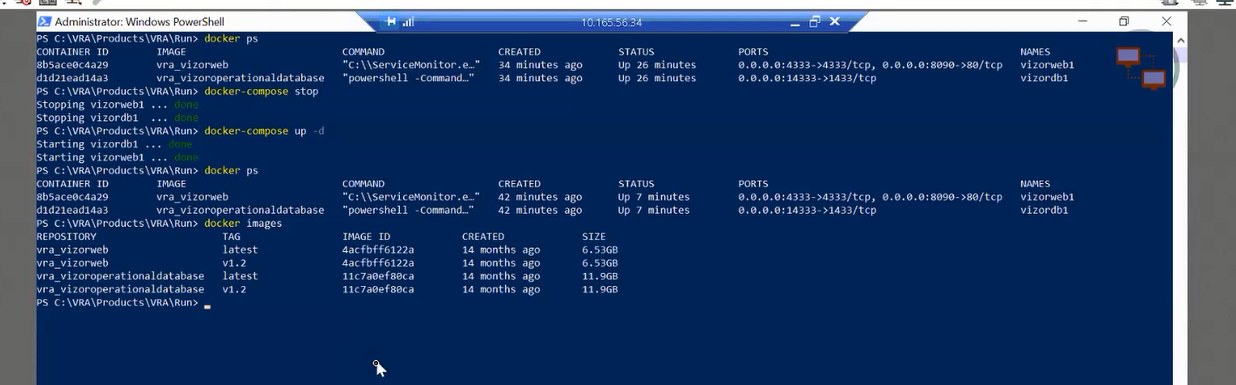 Administrator: Windows PowerShell
10.165.56.34
PS C:\VRA\Products\VRA\Run> docker ps
CONTAINER ID IMAGE COMMAND CREATED STATUS PORTS NAMES
8b5ace0c4a29 vra_vizorweb "C:\\ServiceMonitor.e…" 34 minutes ago Up 26 minutes 0.0.0.0:4333->4333/tcp, 0.0.0.0:8090->80/tcp vizorweb1
d1d21ead14a3 vra_vizoroperationaldatabase "powershell -Command…" 34 minutes ago Up 26 minutes 0.0.0.0:14333->1433/tcp vizordb1
PS C:\VRA\Products\VRA\Run> docker-compose stop
Stopping vizorweb1 ... done
Stopping vizordb1 ... done
PS C:\VRA\Products\VRA\Run> docker-compose up -d
Starting vizordb1 ... done
Starting vizorweb1 ... done
PS C:\VRA\Products\VRA\Run> docker ps
CONTAINER ID IMAGE COMMAND CREATED STATUS PORTS NAMES
8b5ace0c4a29 vra_vizorweb "C:\\ServiceMonitor.e…" 42 minutes ago Up 7 minutes 0.0.0.0:4333->4333/tcp, 0.0.0.0:8090->80/tcp vizorweb1
d1d21ead14a3 vra_vizoroperationaldatabase "powershell -Command…" 42 minutes ago Up 7 minutes 0.0.0.0:14333->1433/tcp vizordb1
PS C:\VRA\Products\VRA\Run> docker images
REPOSITORY TAG IMAGE ID CREATED SIZE
vra_vizorweb latest 4acfbff6122a 14 months ago 6.53GB
vra_vizorweb v1.2 4acfbff6122a 14 months ago 6.53GB
vra_vizoroperationaldatabase latest 11c7a0ef80ca 14 months ago 11.9GB
vra_vizoroperationaldatabase v1.2 11c7a0ef80ca 14 months ago 11.9GB
PS C:\VRA\Products\VRA\Run>